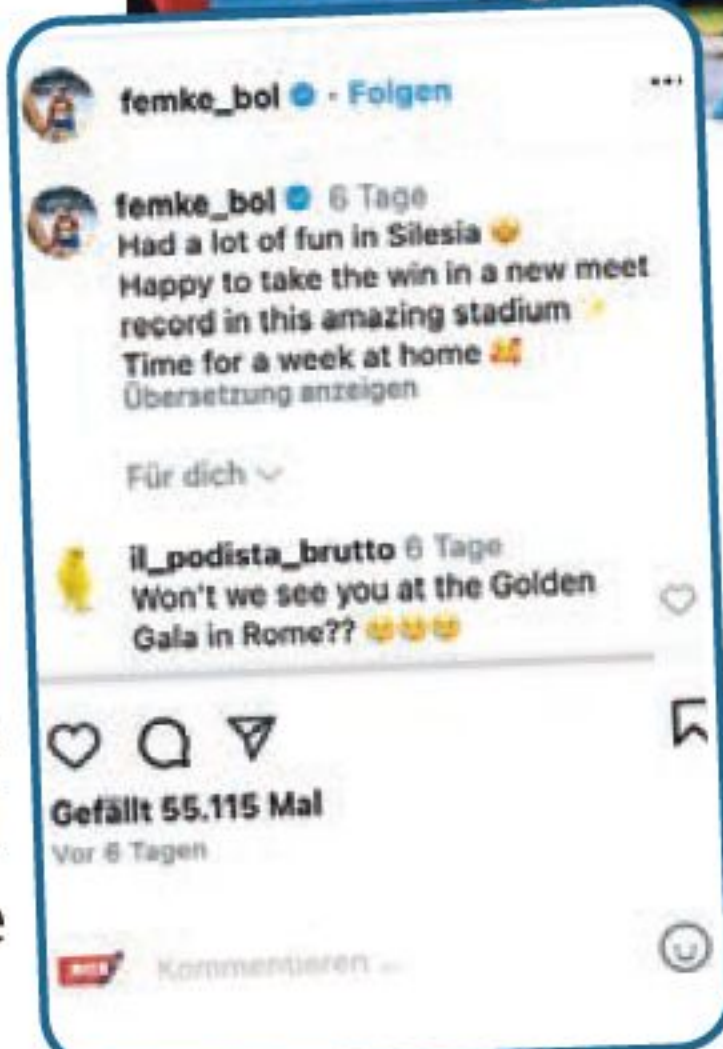 femke_bol · Folgen
femke_bol 6 Tage
Had a lot of fun in Silesia
Happy to take the win in a new meet
record in this amazing stadium
Time for a week at home
Übersetzung anzeigen
Für dich
il_podista_brutto 6 Tage
Won't we see you at the Golden
Gala in Rome??
Gefällt 55.115 Mal
Vor 6 Tagen
Kommentieren ...
e